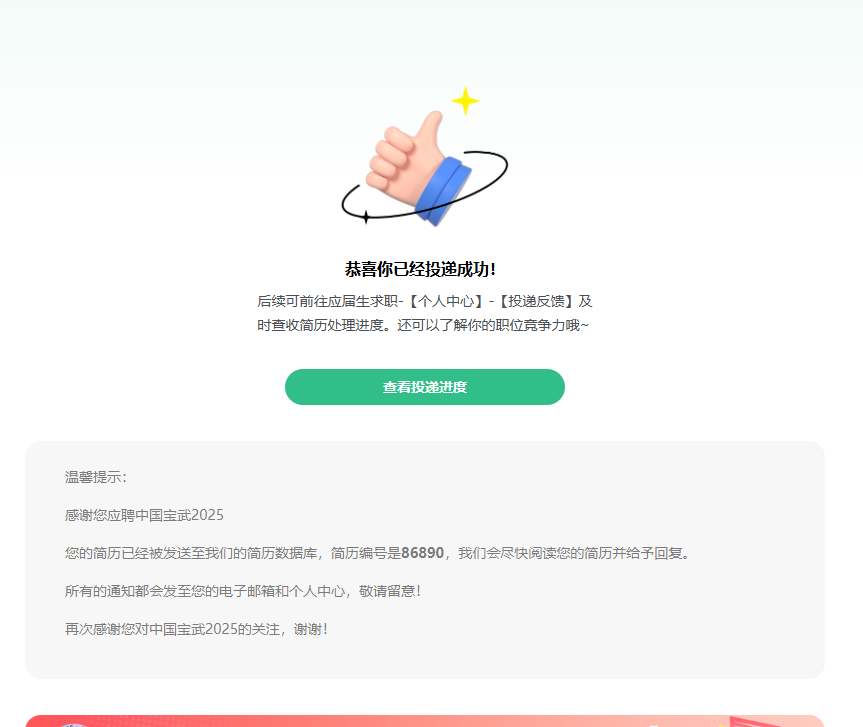 恭喜你已经投递成功！
后续可前往应届生求职-【个人中心】-【投递反馈】及
时查收简历处理进度。还可以了解你的职位竞争力哦~
查看投递进度
温馨提示：
感谢您应聘中国宝武2025
您的简历已经被发送至我们的简历数据库，简历编号是86890，我们会尽快阅读您的简历并给予回复。
所有的通知都会发至您的电子邮箱和个人中心，敬请留意！
再次感谢您对中国宝武2025的关注，谢谢！